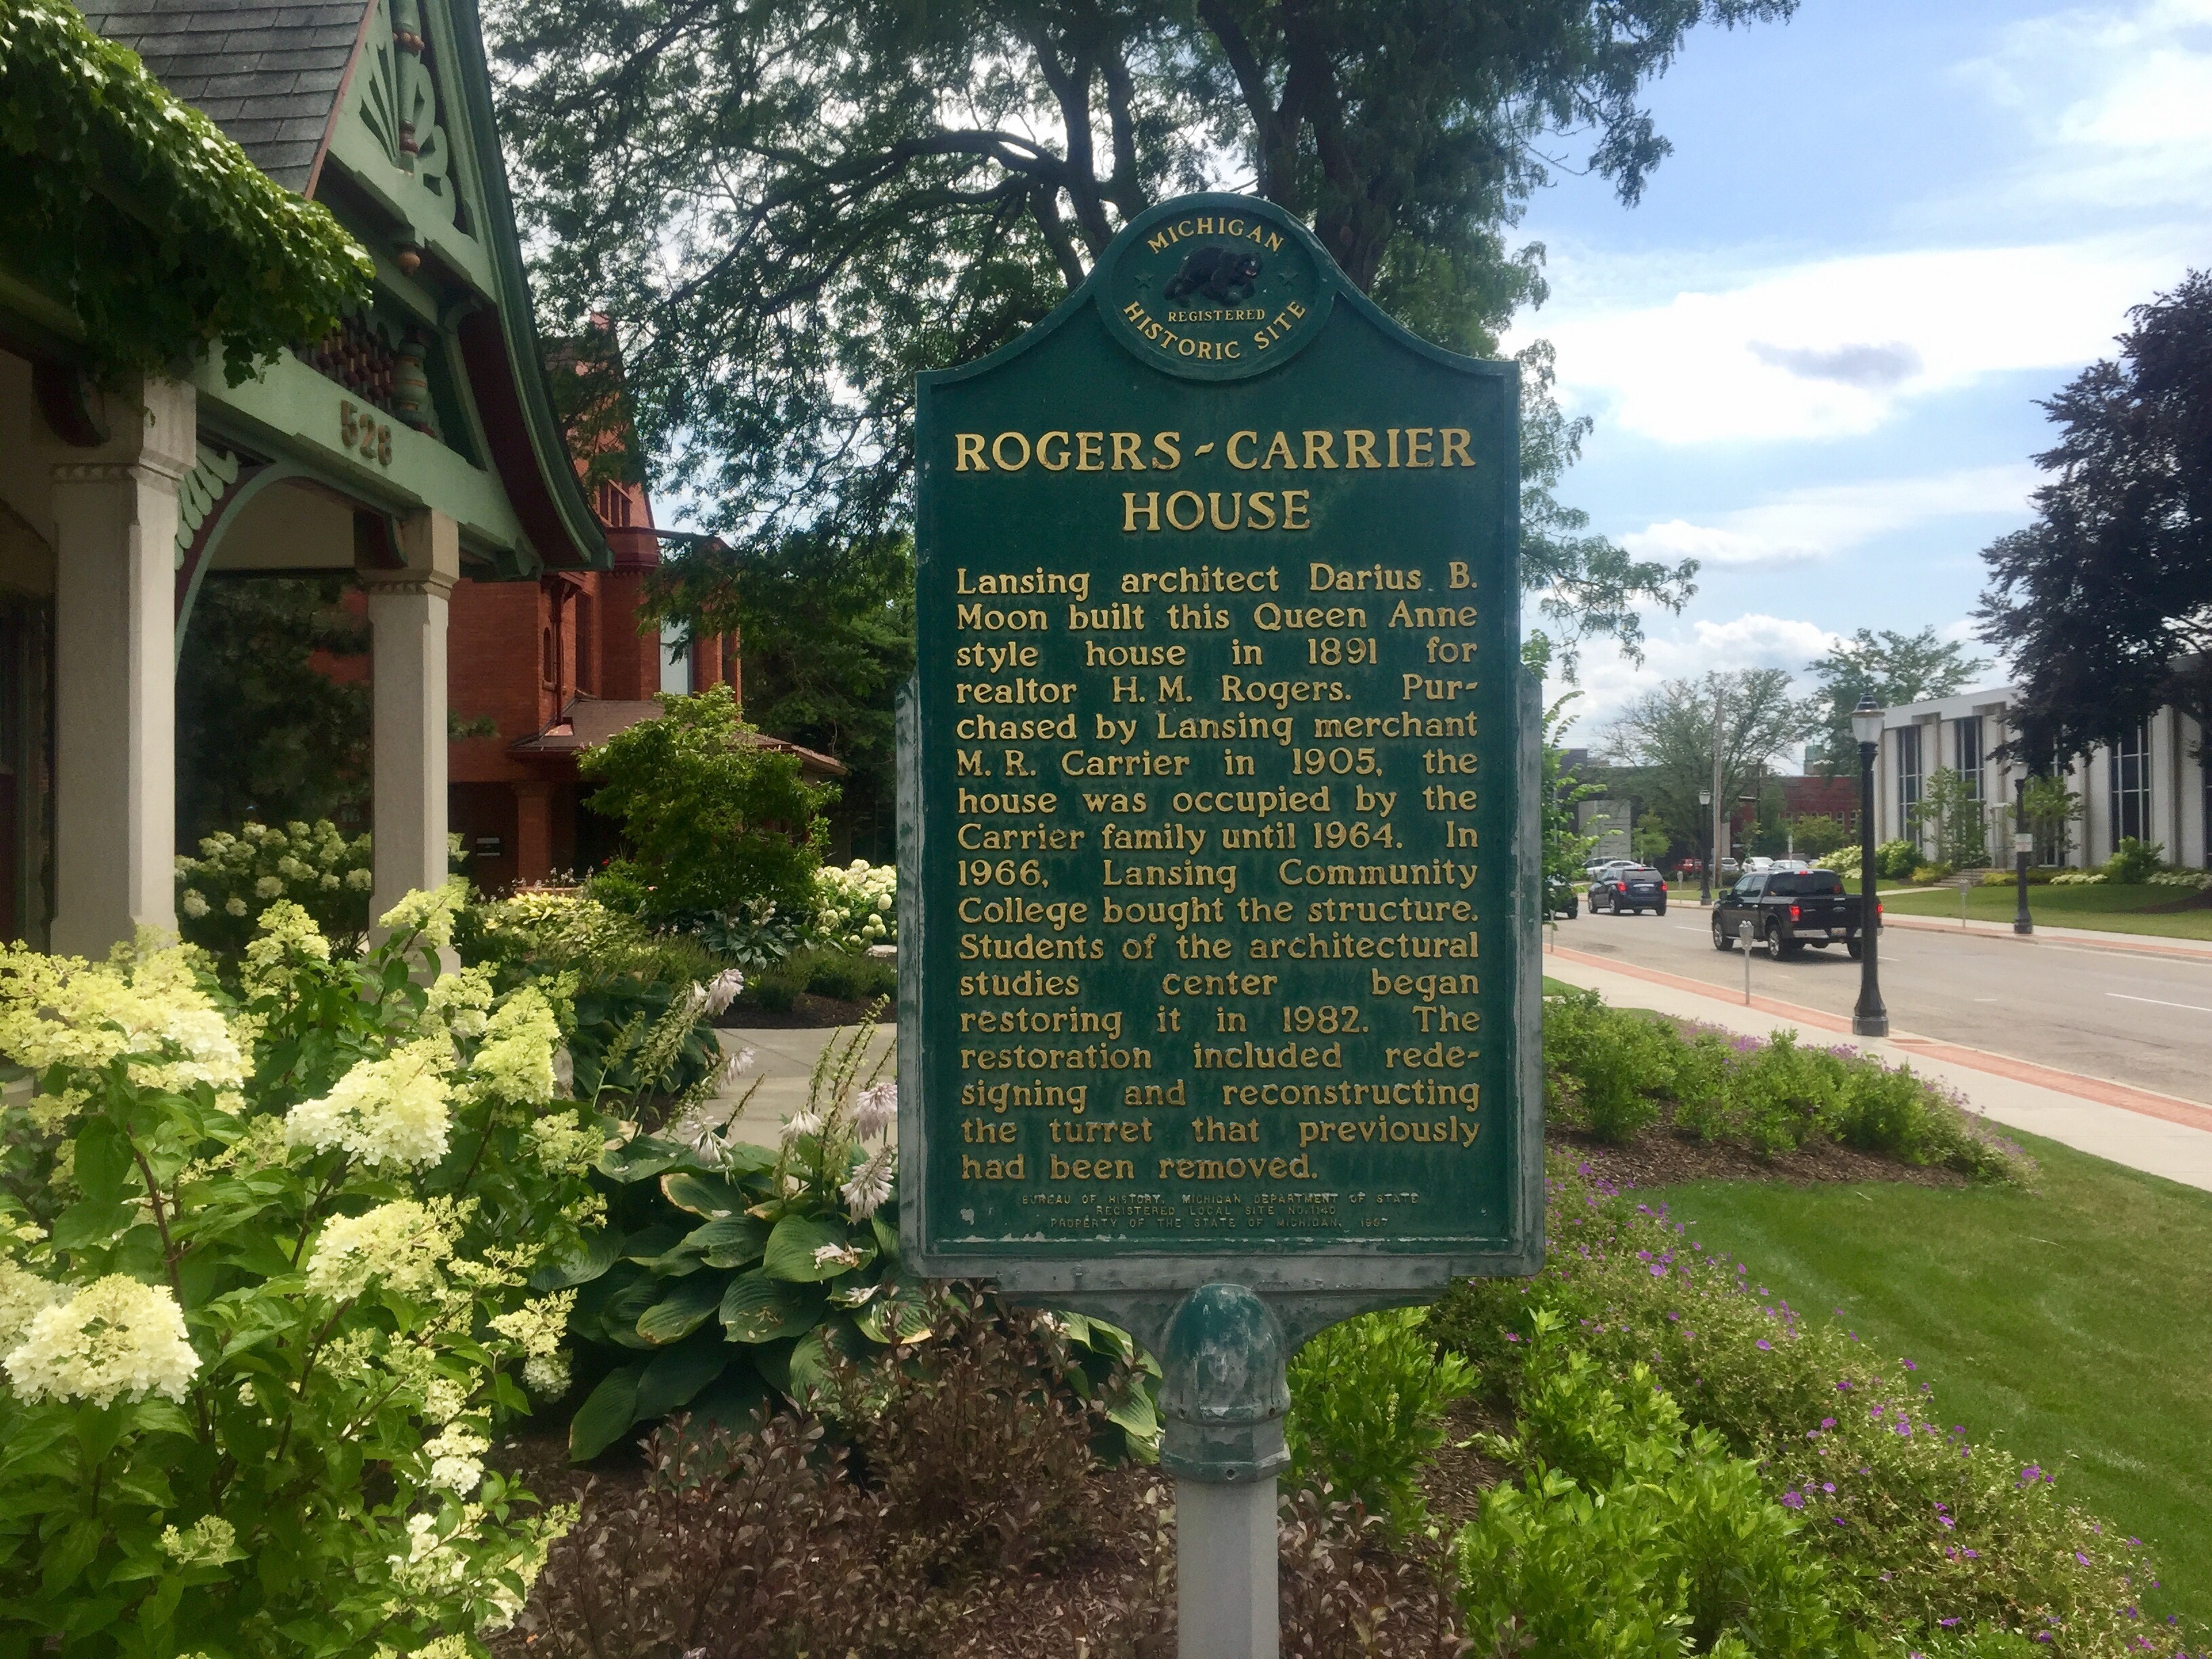 MICHIGAN
REGISTERED
HISTORIC SITE
528
ROGERS-CARRIER
HOUSE
Lansing architect Darius B.
Moon built this Queen Anne
style house in 1891 for
realtor H. M. Rogers. Pur-
chased by Lansing merchant
M. R. Carrier in 1905, the
house was occupied by the
Carrier family until 1964. In
1966, Lansing Community
College bought the structure.
Students of the architectural
studies center began
restoring it in 1982. The
restoration included rede-
signing and reconstructing
the turret that previously
had been removed.
BUREAU OF HISTORY, MICHIGAN DEPARTMENT OF STATE
REGISTERED LOCAL SITE NO. 1140
PROPERTY OF THE STATE OF MICHIGAN, 1987